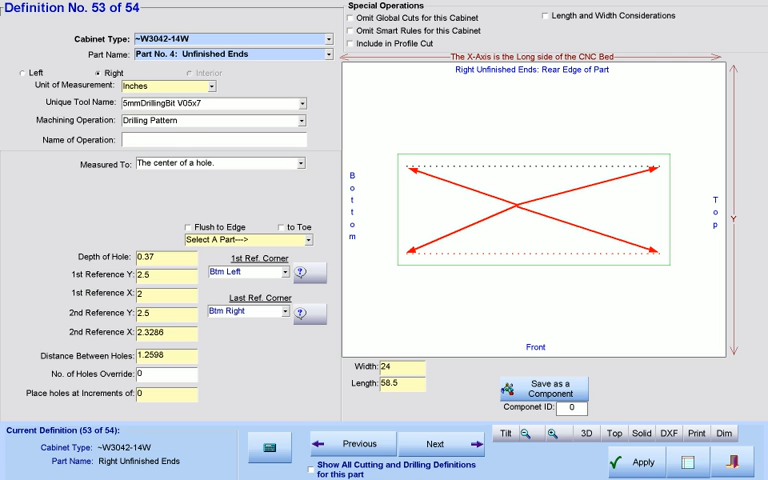 Definition No. 53 of 54
Cabinet Type: ~W3042-14W
Part Name: Part No. 4: Unfinished Ends
Left Right Interior
Unit of Measurement: Inches
Unique Tool Name: 5mmDrillingBit V05x7
Machining Operation: Drilling Pattern
Name of Operation:
Measured To: The center of a hole.
Flush to Edge to Toe
Select A Part--->
Depth of Hole: 0.37
1st Reference Y: 2.5
1st Reference X: 2
2nd Reference Y: 2.5
2nd Reference X: 2.3286
1st Ref. Corner
Btm Left
?
Last Ref. Corner
Btm Right
?
Distance Between Holes: 1.2598
No. of Holes Override: 0
Place holes at Increments of: 0
Special Operations
Omit Global Cuts for this Cabinet
Omit Smart Rules for this Cabinet
Include in Profile Cut
Length and Width Considerations
The X-Axis is the Long side of the CNC Bed
Right Unfinished Ends: Rear Edge of Part
Bottom
Top
Y
Front
Width: 24
Length: 58.5
Save as a
Component
Componet ID: 0
Current Definition (53 of 54):
Cabinet Type: ~W3042-14W
Part Name: Right Unfinished Ends
Previous
Next
Show All Cutting and Drilling Definitions
for this part
Tilt 3D Top Solid DXF Print Dim
Apply